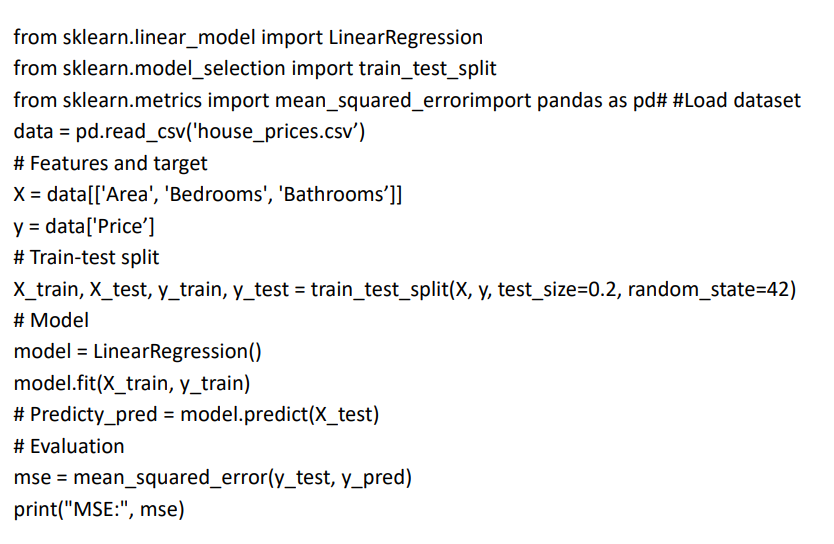 from sklearn.linear_model import LinearRegression
from sklearn.model_selection import train_test_split
from sklearn.metrics import mean_squared_errorimport pandas as pd# #Load dataset
data = pd.read_csv('house_prices.csv’)
# Features and target
X = data[['Area', 'Bedrooms', 'Bathrooms’]]
y = data['Price’]
# Train-test split
X_train, X_test, y_train, y_test = train_test_split(X, y, test_size=0.2, random_state=42)
# Model
model = LinearRegression()
model.fit(X_train, y_train)
# Predicty_pred = model.predict(X_test)
# Evaluation
mse = mean_squared_error(y_test, y_pred)
print("MSE:", mse)